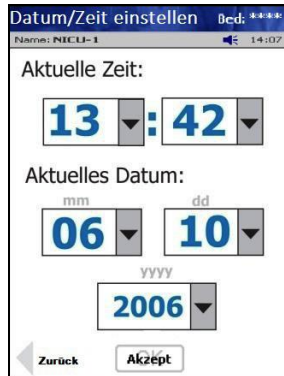 Datum/Zeit einstellen Bed: ****
Name: NICU-1 14:07
Aktuelle Zeit:
13 : 42
Aktuelles Datum:
mm dd
06 10
yyyy
2006
Zurück Akzept